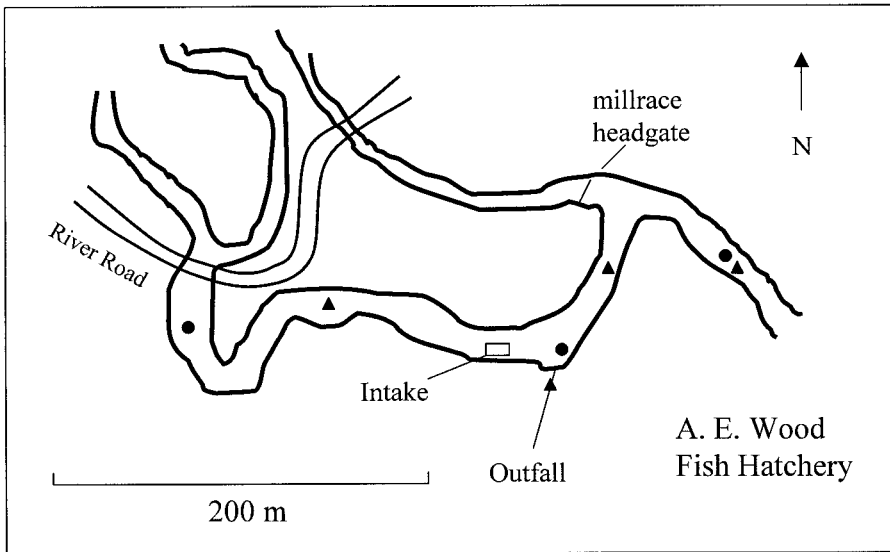 millrace
headgate
N
River Road
Intake
A. E. Wood
Fish Hatchery
Outfall
200 m